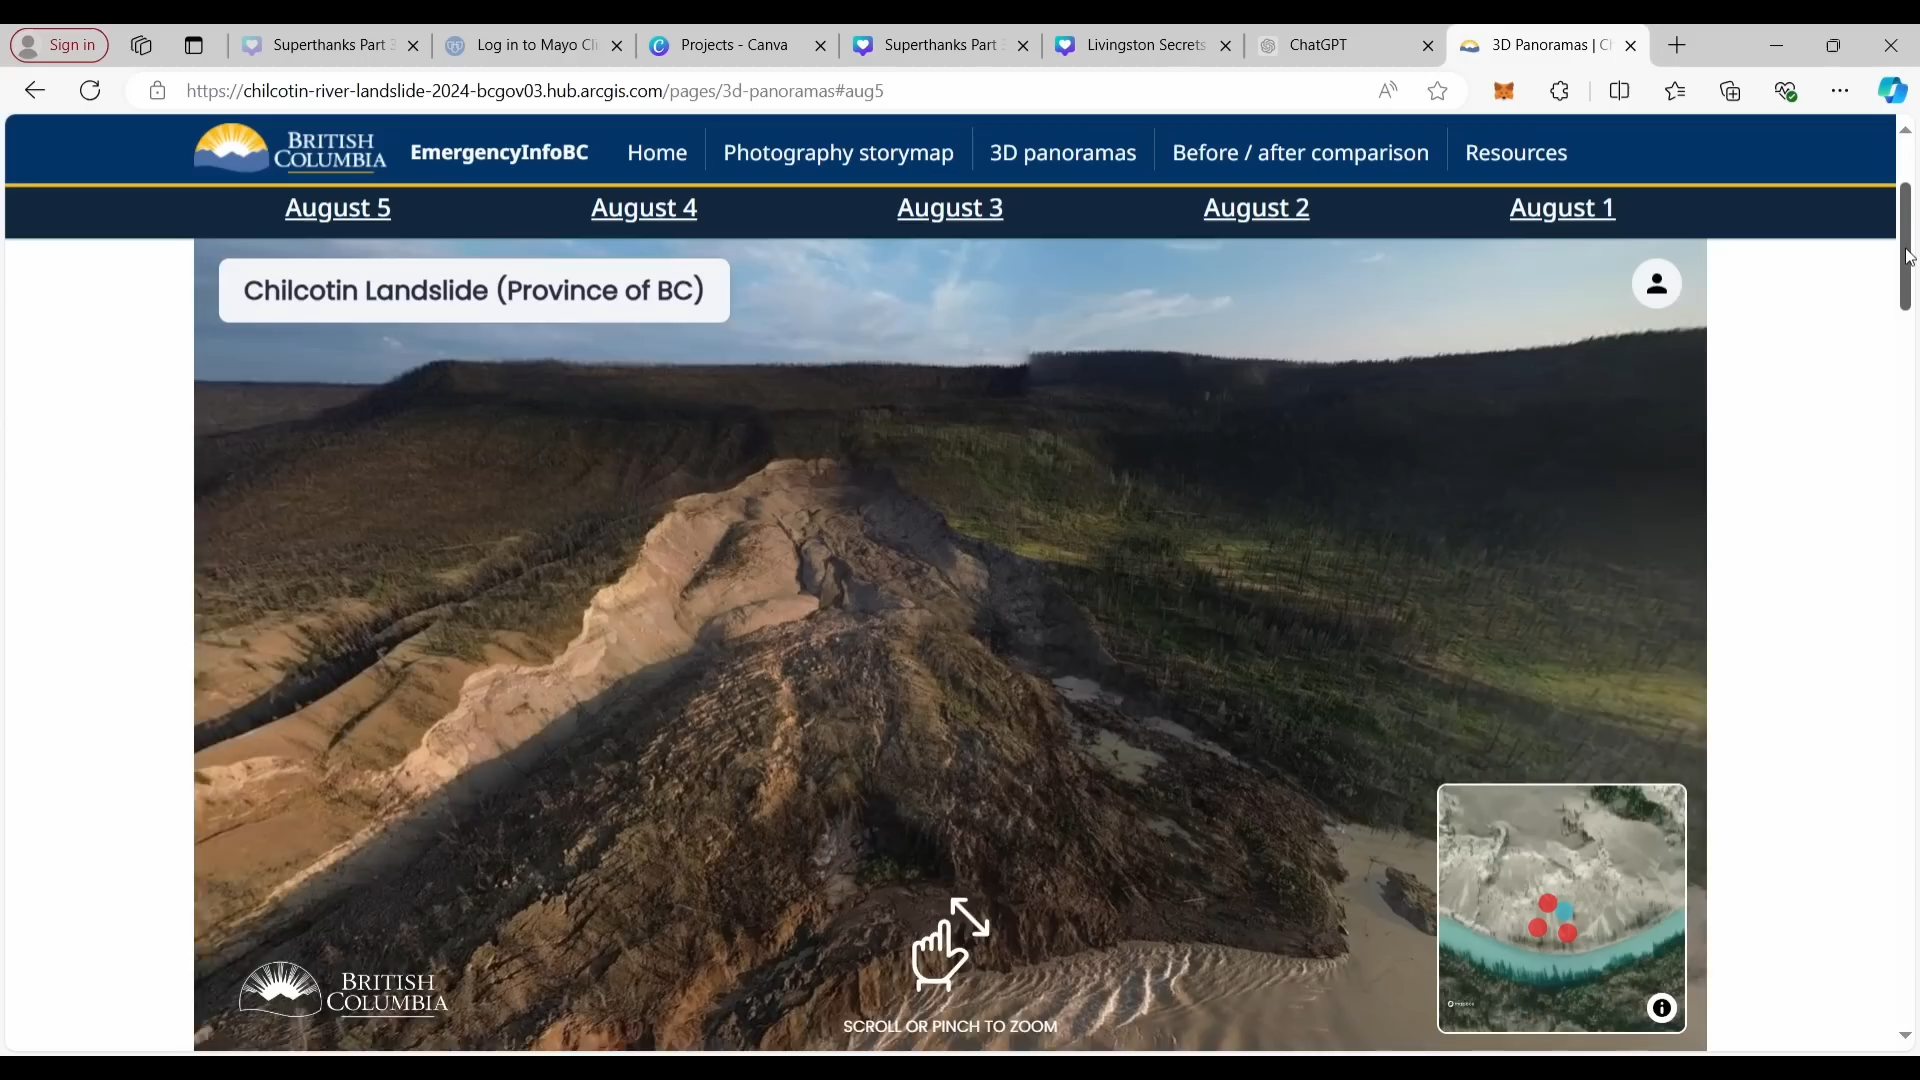 Sign in
Superthanks Part 3
Log in to Mayo Cli
Projects - Canva
Superthanks Part
Livingston Secrets
ChatGPT
3D Panoramas | Ch
https://chilcotin-river-landslide-2024-bcgov03.hub.arcgis.com/pages/3d-panoramas#aug5
BRITISH
COLUMBIA
EmergencyInfoBC
Home
Photography storymap
3D panoramas
Before / after comparison
Resources
August 5
August 4
August 3
August 2
August 1
Chilcotin Landslide (Province of BC)
BRITISH
COLUMBIA
SCROLL OR PINCH TO ZOOM